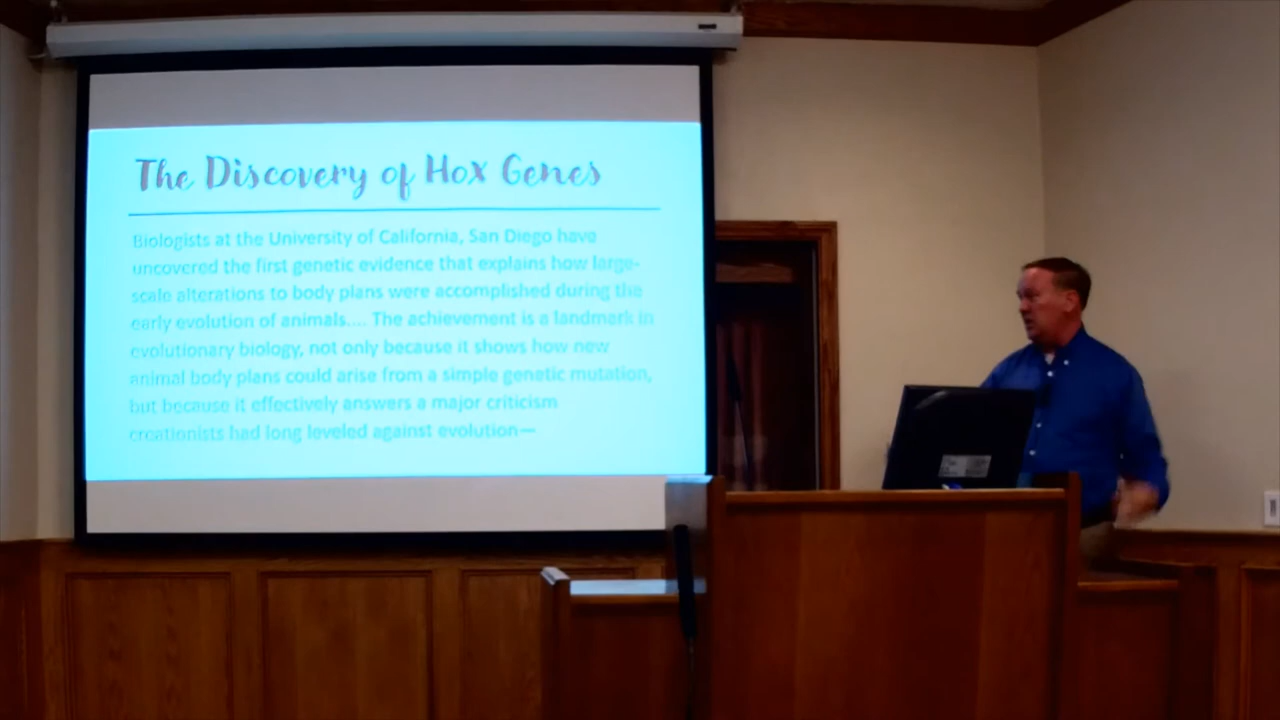 The Discovery of Hox Genes
Biologists at the University of California, San Diego have
uncovered the first genetic evidence that explains how large-
scale alterations to body plans were accomplished during the
early evolution of animals.... The achievement is a landmark in
evolutionary biology, not only because it shows how new
animal body plans could arise from a simple genetic mutation,
but because it effectively answers a major criticism
creationists had long leveled against evolution—